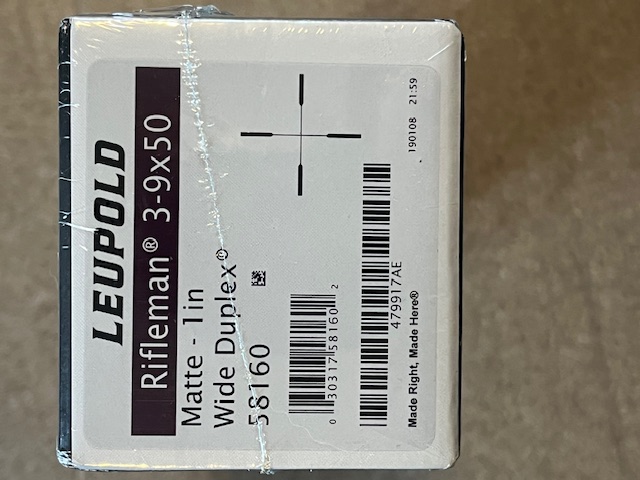 LEUPOLD
Rifleman® 3-9x50
Matte - 1in
Wide Duplex®
58160
0 30317 58160 2
479917AE
Made Right, Made Here®
190108 21:59